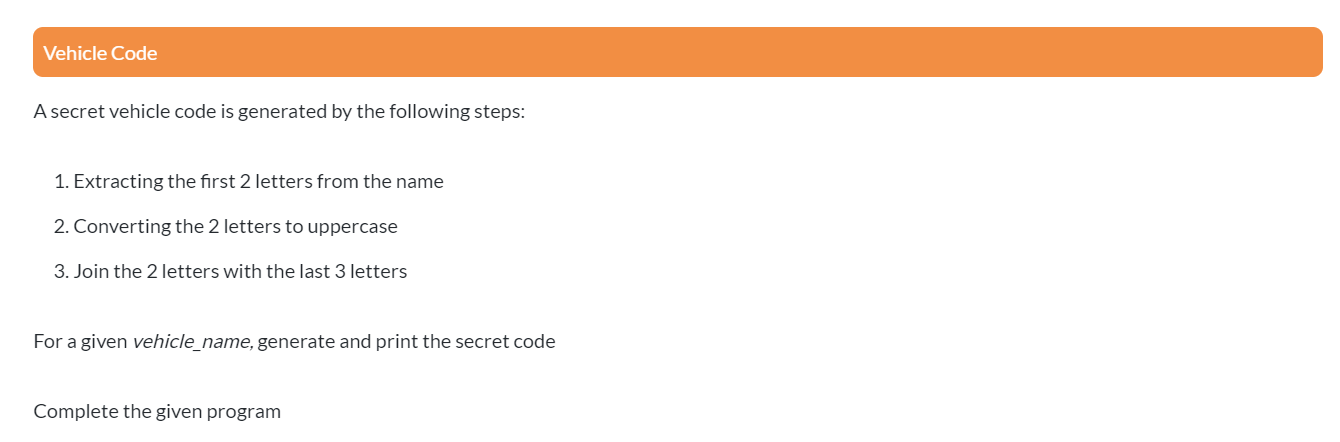 Vehicle Code
A secret vehicle code is generated by the following steps:
1. Extracting the first 2 letters from the name
2. Converting the 2 letters to uppercase
3. Join the 2 letters with the last 3 letters
For a given vehicle_name, generate and print the secret code
Complete the given program